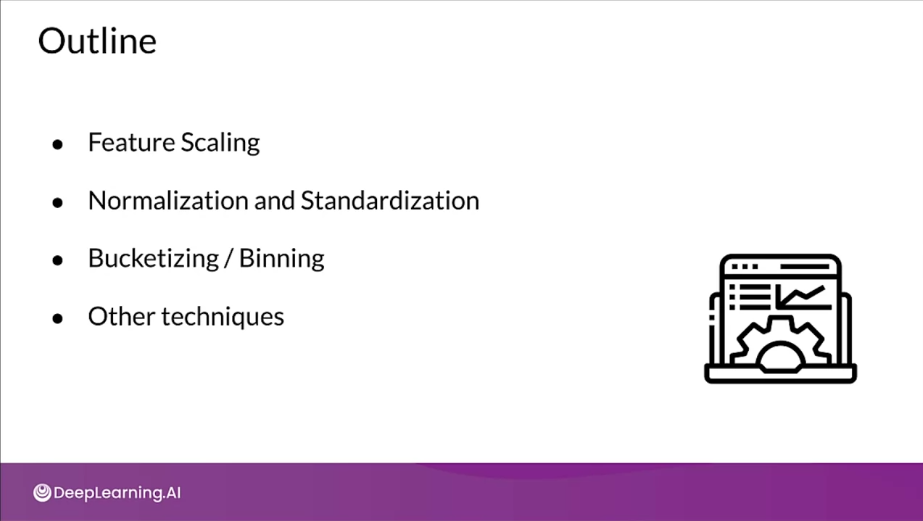 Outline
● Feature Scaling
● Normalization and Standardization
● Bucketizing / Binning
● Other techniques
DeepLearning.AI